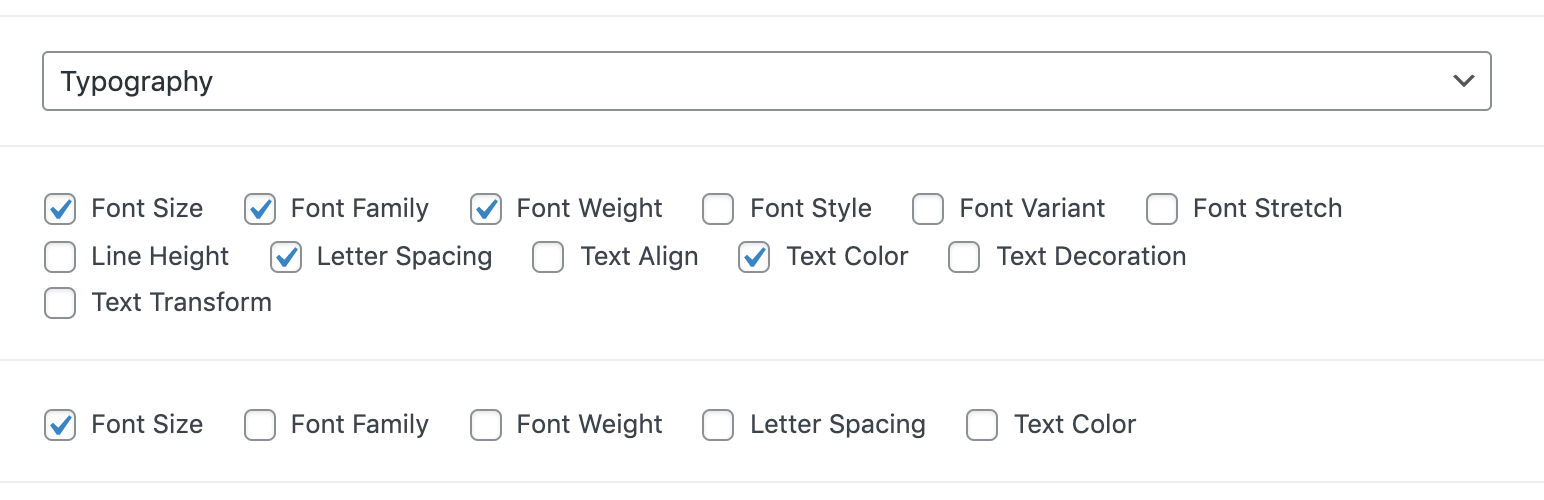 Typography
Font Size Font Family Font Weight Font Style Font Variant Font Stretch
Line Height Letter Spacing Text Align Text Color Text Decoration
Text Transform
Font Size Font Family Font Weight Letter Spacing Text Color